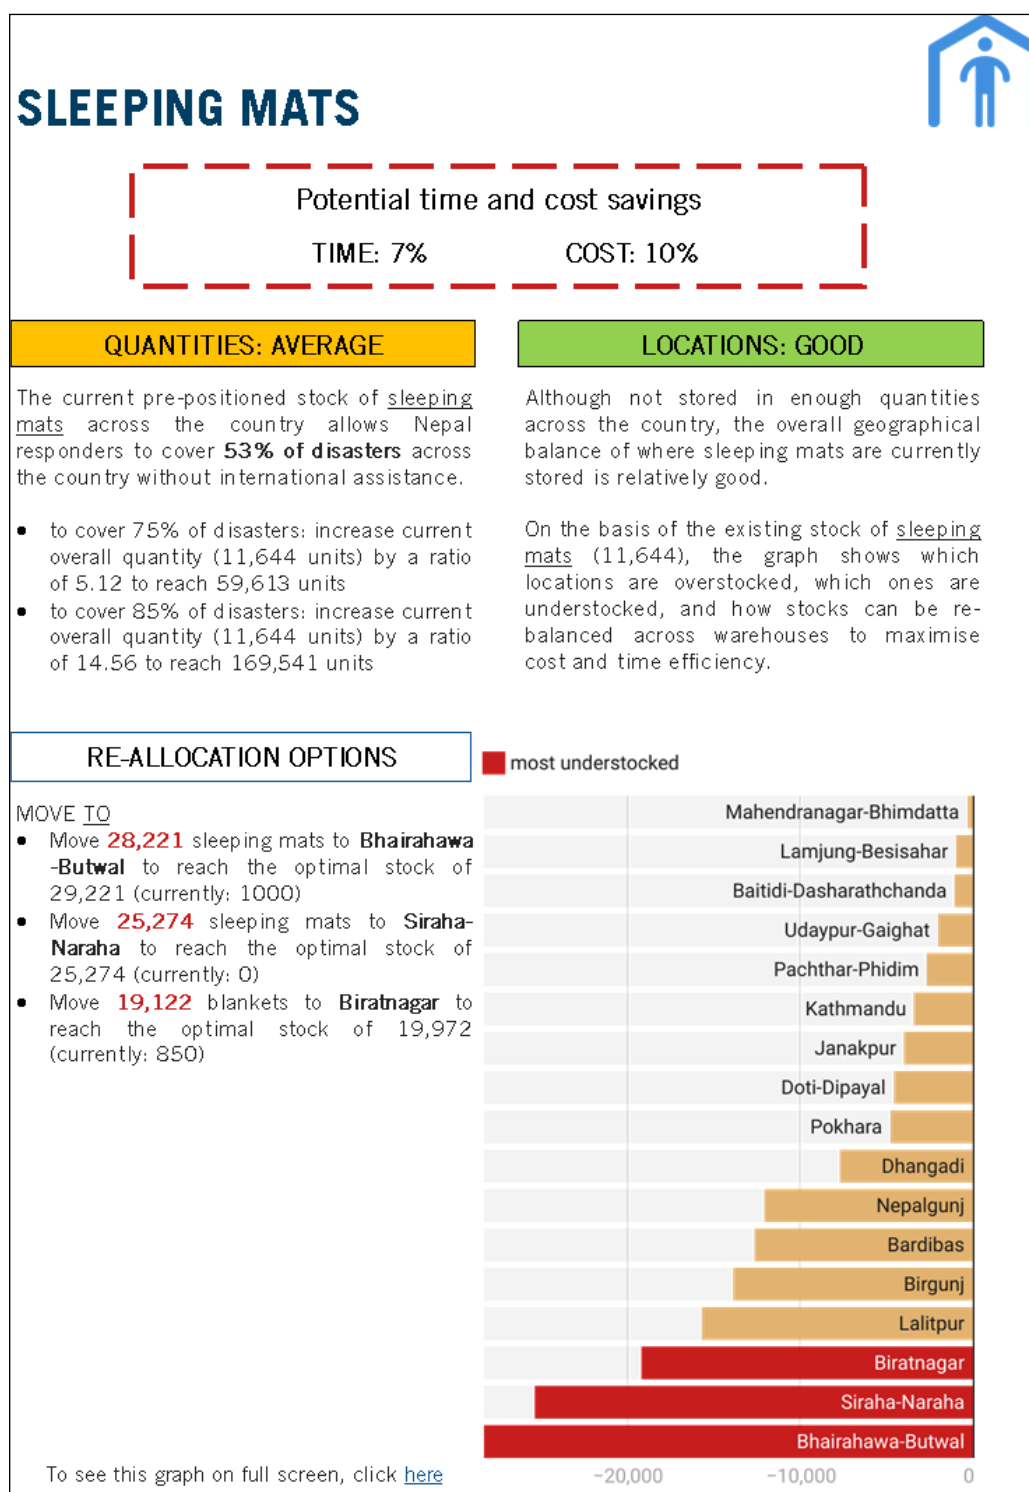 SLEEPING MATS
Potential time and cost savings
TIME: 7% COST: 10%
QUANTITIES: AVERAGE
The current pre-positioned stock of sleeping
mats across the country allows Nepal
responders to cover 53% of disasters across
the country without international assistance.
• to cover 75% of disasters: increase current
overall quantity (11,644 units) by a ratio
of 5.12 to reach 59,613 units
• to cover 85% of disasters: increase current
overall quantity (11,644 units) by a ratio
of 14.56 to reach 169,541 units
LOCATIONS: GOOD
Although not stored in enough quantities
across the country, the overall geographical
balance of where sleeping mats are currently
stored is relatively good.
On the basis of the existing stock of sleeping
mats (11,644), the graph shows which
locations are overstocked, which ones are
understocked, and how stocks can be re-
balanced across warehouses to maximise
cost and time efficiency.
RE-ALLOCATION OPTIONS
MOVE TO
• Move 28,221 sleeping mats to Bhairahawa
-Butwal to reach the optimal stock of
29,221 (currently: 1000)
• Move 25,274 sleeping mats to Siraha-
Naraha to reach the optimal stock of
25,274 (currently: 0)
• Move 19,122 blankets to Biratnagar to
reach the optimal stock of 19,972
(currently: 850)
To see this graph on full screen, click here
most understocked
Mahendranagar-Bhimdatta
Lamjung-Besisahar
Baitidi-Dasharathchanda
Udaypur-Gaighat
Pachthar-Phidim
Kathmandu
Janakpur
Doti-Dipayal
Pokhara
Dhangadi
Nepalgunj
Bardibas
Birgunj
Lalitpur
Biratnagar
Siraha-Naraha
Bhairahawa-Butwal
−20,000 −10,000 0